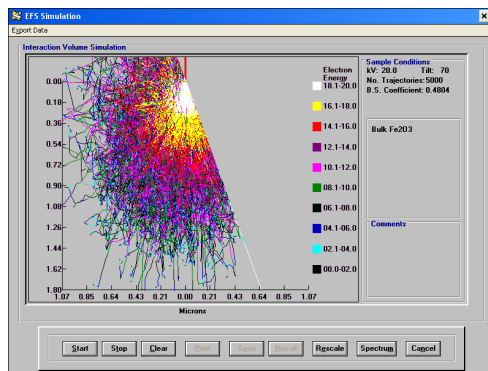 EFS Simulation
Export Data
Interaction Volume Simulation
Electron
Energy
18.1-20.0
16.1-18.0
14.1-16.0
12.1-14.0
10.1-12.0
08.1-10.0
06.1-08.0
04.1-06.0
02.1-04.0
00.0-02.0
0.00
0.18
0.36
0.54
0.72
0.90
1.08
1.26
1.44
1.62
1.80
1.07 0.85 0.64 0.43 0.21 0.00 0.21 0.43 0.64 0.85 1.07
Microns
Sample Conditions
kV: 20.0 Tilt: 70
No. Trajectories: 5000
B.S. Coefficient: 0.4804
Bulk Fe2O3
Comments
Start Stop Clear Print Save Recall Rescale Spectrum Cancel